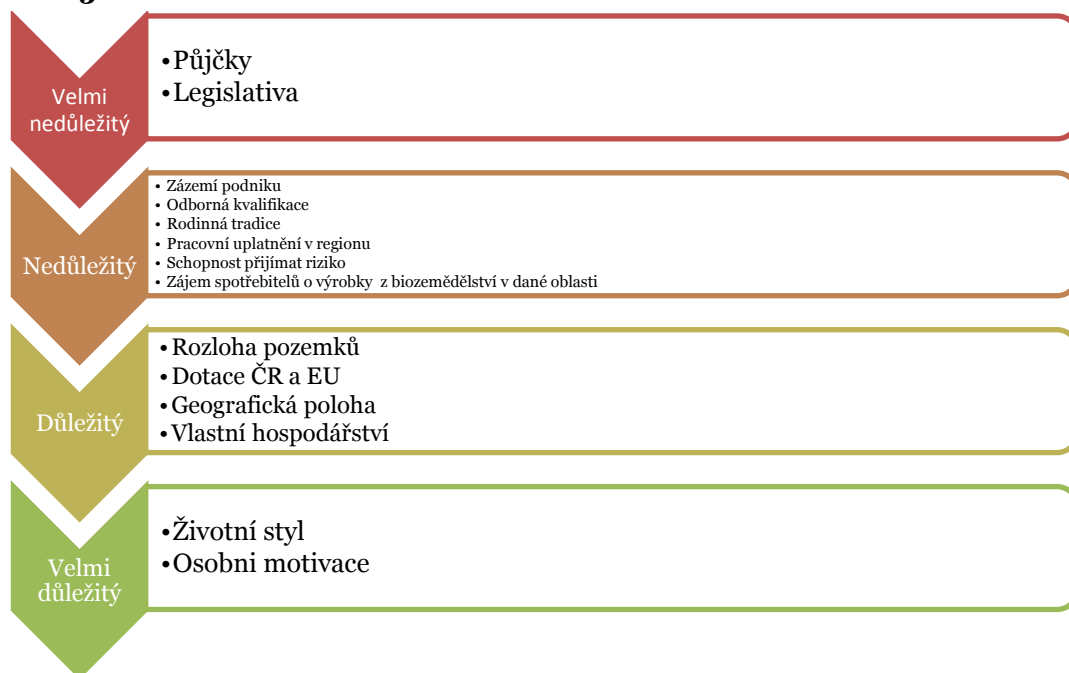 Velmi
nedůležitý
•Půjčky
•Legislativa
Nedůležitý
• Zázemí podniku
• Odborná kvalifikace
• Rodinná tradice
• Pracovní uplatnění v regionu
• Schopnost přijímat riziko
• Zájem spotřebitelů o výrobky z biozemědělství v dané oblasti
Důležitý
•Rozloha pozemků
•Dotace ČR a EU
•Geografická poloha
•Vlastní hospodářství
Velmi
důležitý
•Životní styl
•Osobni motivace